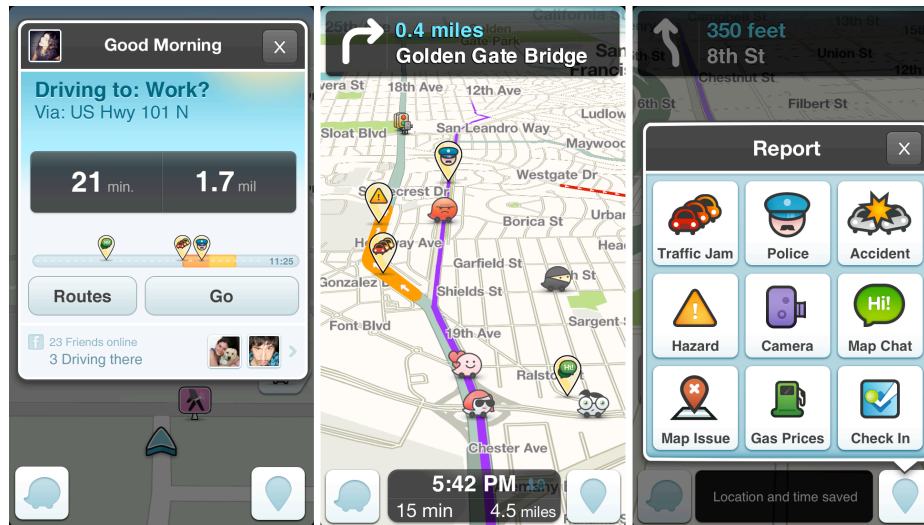 Good Morning
X
Driving to: Work?
Via: US Hwy 101 N
21 min.
1.7 mil
11:25
Routes
Go
f
23 Friends online
3 Driving there
0.4 miles
Golden Gate Bridge
18th Ave
12th Ave
Sloat Blvd
San Leandro Way
Westgate Dr
Borica St
Garfield St
Shields St
Font Blvd
19th Ave
Hi!
Chester Ave
5:42 PM
15 min
4.5 miles
350 feet
8th St
13th St
Union St
12th
Chestnut St
Filbert St
Report
X
Traffic Jam
Police
Accident
Hazard
Camera
Hi!
Map Chat
Map Issue
Gas Prices
Check In
Location and time saved